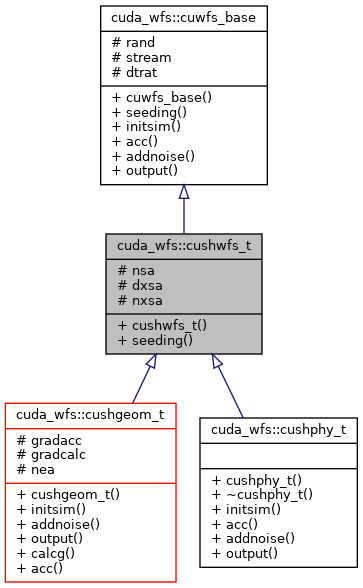 cuda_wfs::cuwfs_base
# rand
# stream
# dtrat
+ cuwfs_base()
+ seeding()
+ initsim()
+ acc()
+ addnoise()
+ output()
cuda_wfs::cushwfs_t
# nsa
# dxsa
# nxsa
+ cushwfs_t()
+ seeding()
cuda_wfs::cushgeom_t
# gradacc
# gradcalc
# nea
+ cushgeom_t()
+ initsim()
+ addnoise()
+ output()
+ calcg()
+ acc()
cuda_wfs::cushphy_t
+ cushphy_t()
+ ~cushphy_t()
+ initsim()
+ acc()
+ addnoise()
+ output()